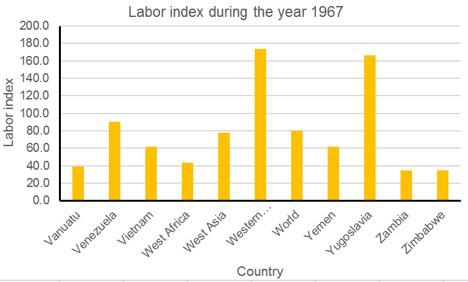 Labor index during the year 1967
200.0
180.0
160.0
140.0
120.0
100.0
80.0
60.0
40.0
20.0
0.0
Labor index
Vanuatu
Venezuela
Vietnam
West Africa
West Asia
Western…
World
Yemen
Yugoslavia
Zambia
Zimbabwe
Country